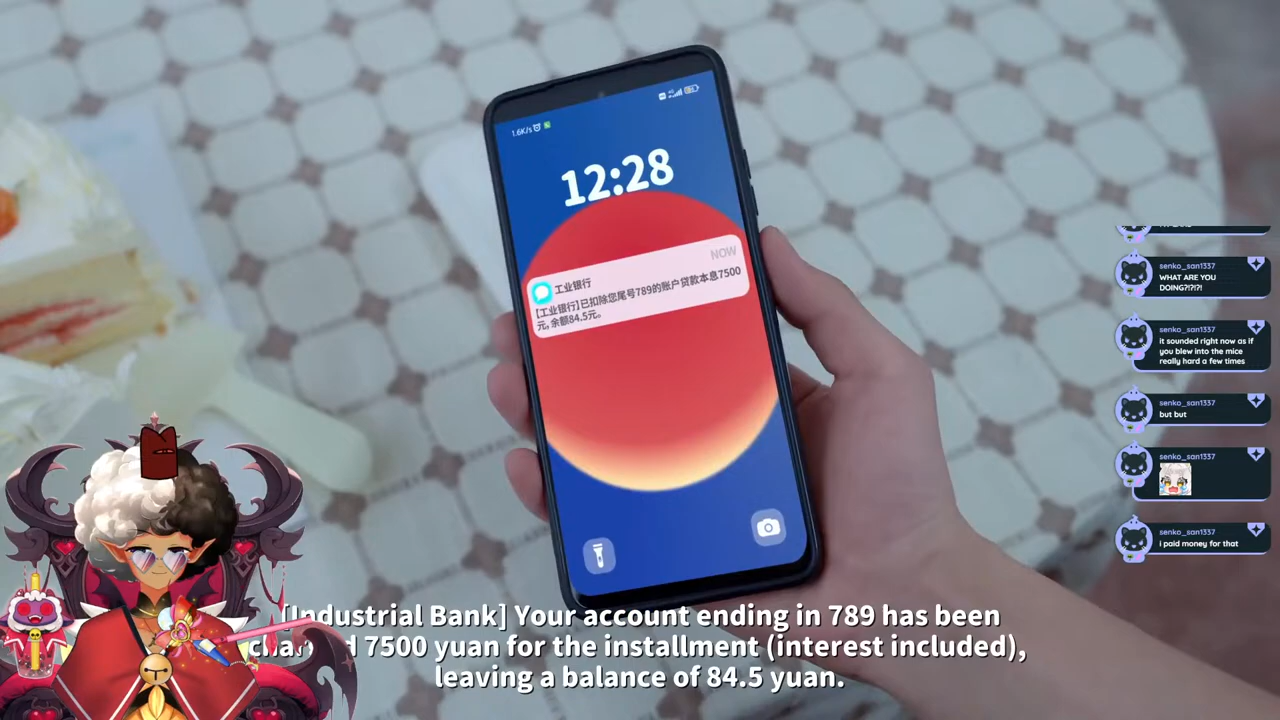 1.6K/s
12:28
工业银行
NOW
[工业银行]已扣除您尾号789的账户贷款本息7500
元, 余额84.5元。
senko_san1337
WHAT ARE YOU
DOING?!?!?!
senko_san1337
it sounded right now as if
you blew into the mice
really hard a few times
senko_san1337
but but
senko_san1337
senko_san1337
i paid money for that
[Industrial Bank] Your account ending in 789 has been
7500 yuan for the installment (interest included),
leaving a balance of 84.5 yuan.